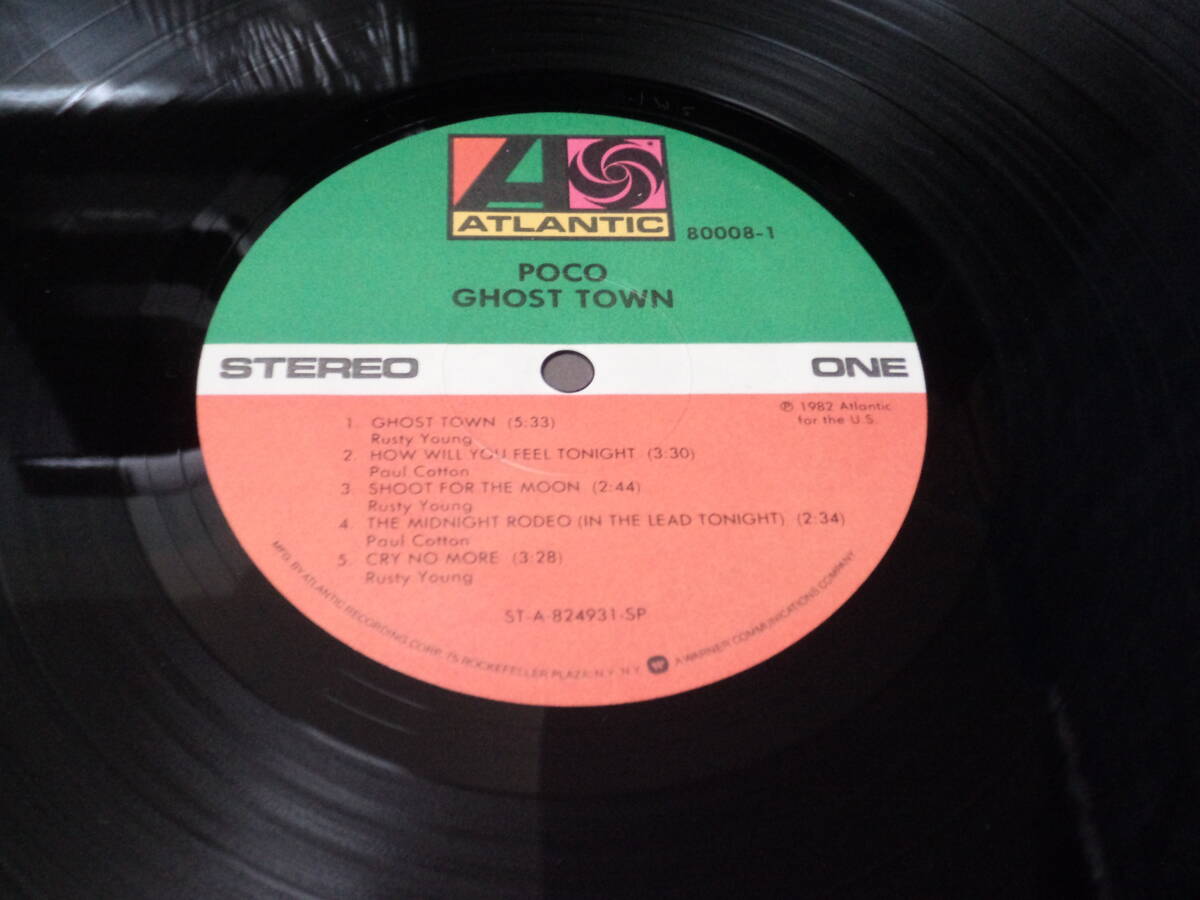 ATLANTIC
80008-1
POCO
GHOST TOWN
STEREO
ONE
℗ 1982 Atlantic
for the U.S.
1. GHOST TOWN (5:33)
Rusty Young
2. HOW WILL YOU FEEL TONIGHT (3:30)
Paul Cotton
3. SHOOT FOR THE MOON (2:44)
Rusty Young
4. THE MIDNIGHT RODEO (IN THE LEAD TONIGHT) (2:34)
Paul Cotton
5. CRY NO MORE (3:28)
Rusty Young
ST-A-824931-SP
MFG. BY ATLANTIC RECORDING CORP. 75 ROCKEFELLER PLAZA, N.Y. N.Y. A WARNER COMMUNICATIONS COMPANY